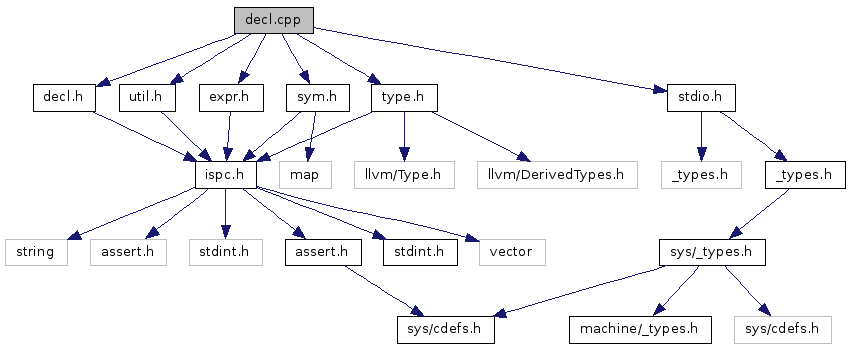 decl.cpp
decl.h
util.h
expr.h
sym.h
type.h
stdio.h
ispc.h
map
llvm/Type.h
llvm/DerivedTypes.h
_types.h
_types.h
string
assert.h
stdint.h
assert.h
stdint.h
vector
sys/_types.h
sys/cdefs.h
machine/_types.h
sys/cdefs.h